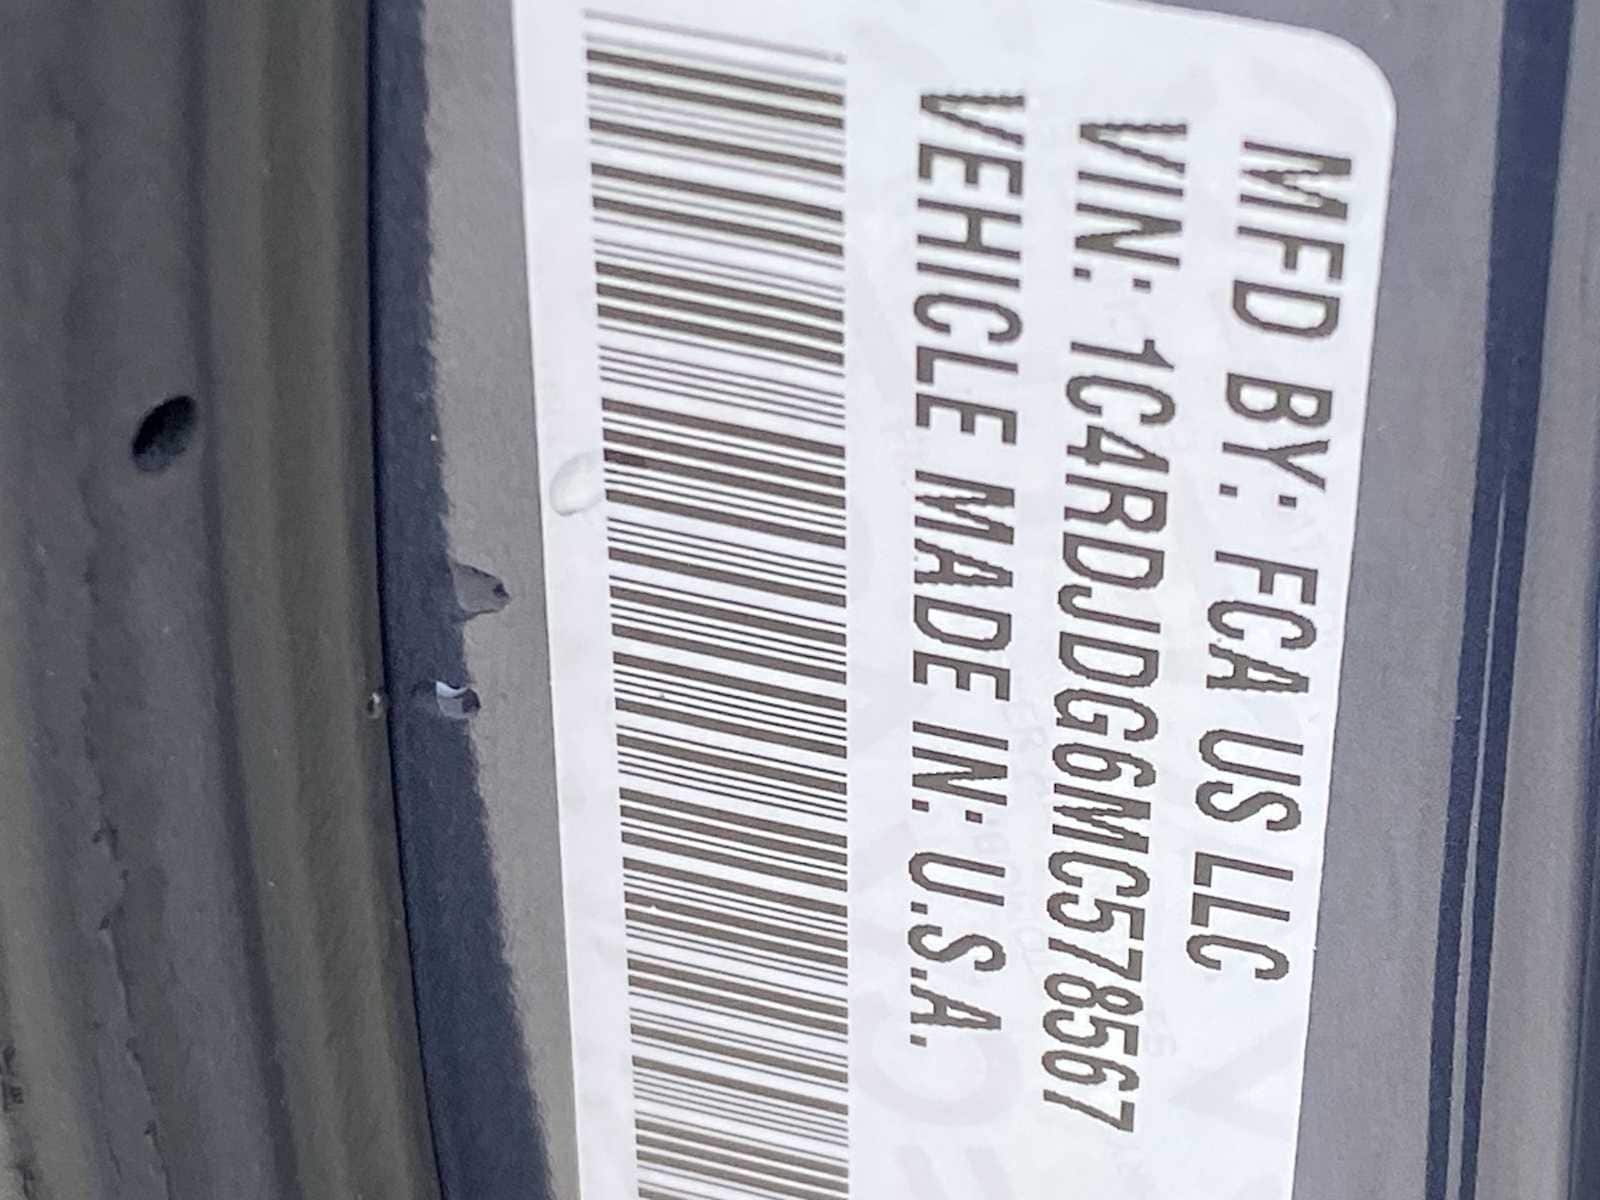 MFD BY: FCA US LLC
VIN: 1C4RDJDG6MC578567
VEHICLE MADE IN: U.S.A.